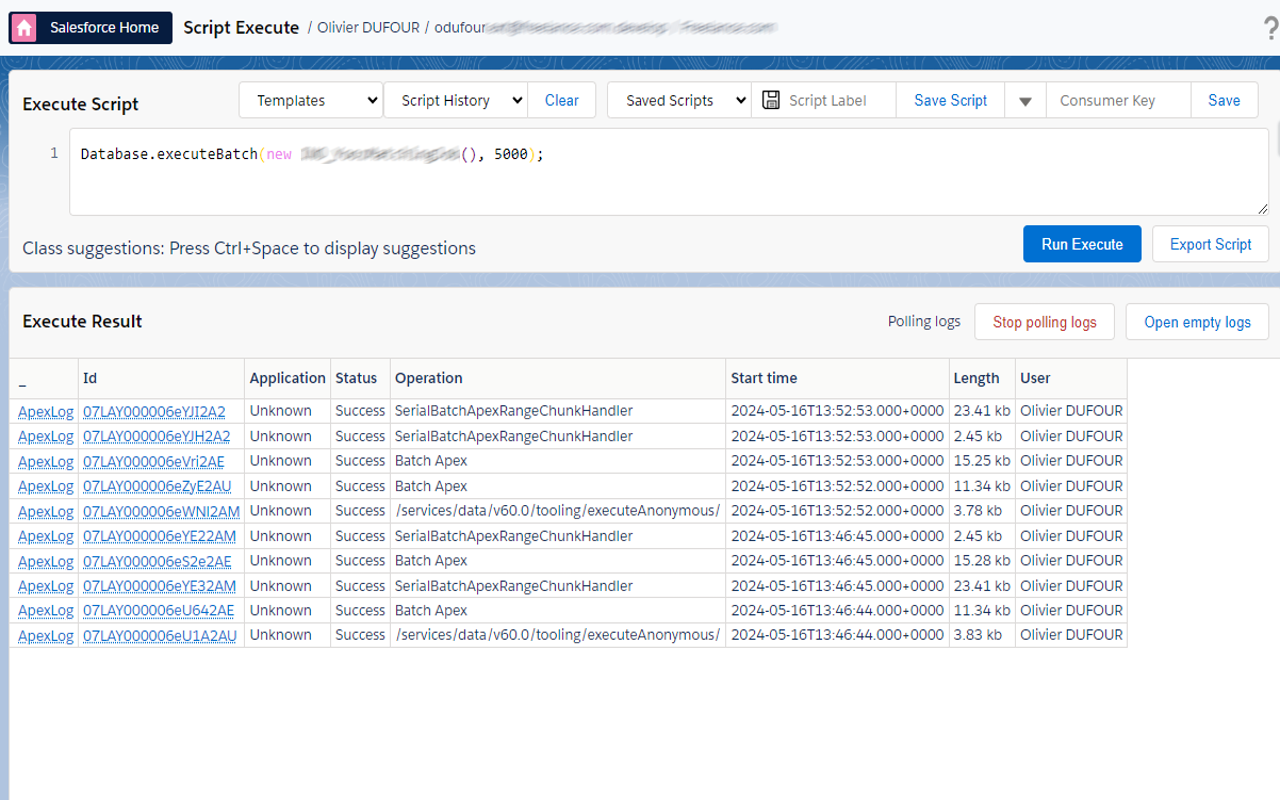 Salesforce Home Script Execute / Olivier DUFOUR / odufour ?
Execute Script Templates Script History Clear Saved Scripts Script Label Save Script Consumer Key Save
1 Database.executeBatch(new (), 5000);
Class suggestions: Press Ctrl+Space to display suggestions Run Execute Export Script
Execute Result Polling logs Stop polling logs Open empty logs
_ Id Application Status Operation Start time Length User
ApexLog 07LAY000006eYJI2A2 Unknown Success SerialBatchApexRangeChunkHandler 2024-05-16T13:52:53.000+0000 23.41 kb Olivier DUFOUR
ApexLog 07LAY000006eYJH2A2 Unknown Success SerialBatchApexRangeChunkHandler 2024-05-16T13:52:53.000+0000 2.45 kb Olivier DUFOUR
ApexLog 07LAY000006eVri2AE Unknown Success Batch Apex 2024-05-16T13:52:53.000+0000 15.25 kb Olivier DUFOUR
ApexLog 07LAY000006eZyE2AU Unknown Success Batch Apex 2024-05-16T13:52:52.000+0000 11.34 kb Olivier DUFOUR
ApexLog 07LAY000006eWNI2AM Unknown Success /services/data/v60.0/tooling/executeAnonymous/ 2024-05-16T13:52:52.000+0000 3.78 kb Olivier DUFOUR
ApexLog 07LAY000006eYE22AM Unknown Success SerialBatchApexRangeChunkHandler 2024-05-16T13:46:45.000+0000 2.45 kb Olivier DUFOUR
ApexLog 07LAY000006eS2e2AE Unknown Success Batch Apex 2024-05-16T13:46:45.000+0000 15.28 kb Olivier DUFOUR
ApexLog 07LAY000006eYE32AM Unknown Success SerialBatchApexRangeChunkHandler 2024-05-16T13:46:45.000+0000 23.41 kb Olivier DUFOUR
ApexLog 07LAY000006eU642AE Unknown Success Batch Apex 2024-05-16T13:46:44.000+0000 11.34 kb Olivier DUFOUR
ApexLog 07LAY000006eU1A2AU Unknown Success /services/data/v60.0/tooling/executeAnonymous/ 2024-05-16T13:46:44.000+0000 3.83 kb Olivier DUFOUR